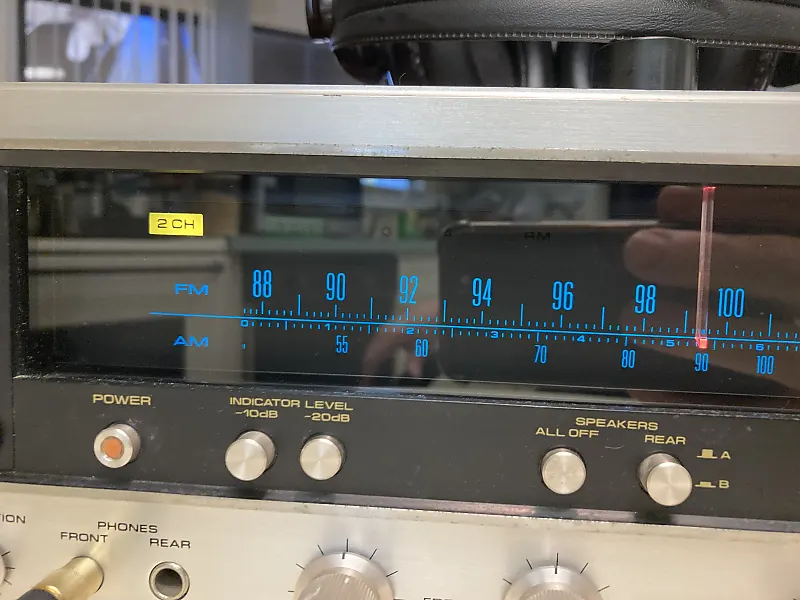 2 CH
FM 88 90 92 94 96 98 100
0 1 2 3 4 5 6
AM 55 60 70 80 90 100
POWER
INDICATOR LEVEL
-10dB -20dB
SPEAKERS
ALL OFF REAR
A
B
PHONES
FRONT REAR